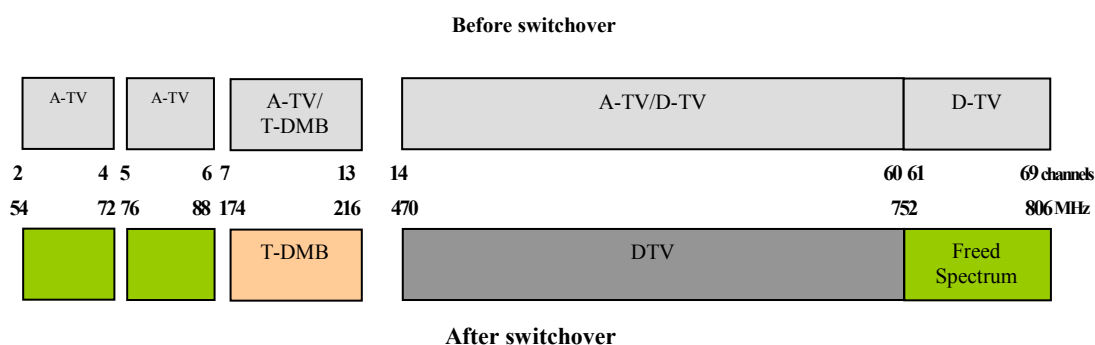 Before switchover
A-TV
A-TV
A-TV/
T-DMB
A-TV/D-TV
D-TV
2 4 5 6 7 13 14 60 61 69 channels
54 72 76 88 174 216 470 752 806 MHz
T-DMB
DTV
Freed
Spectrum
After switchover